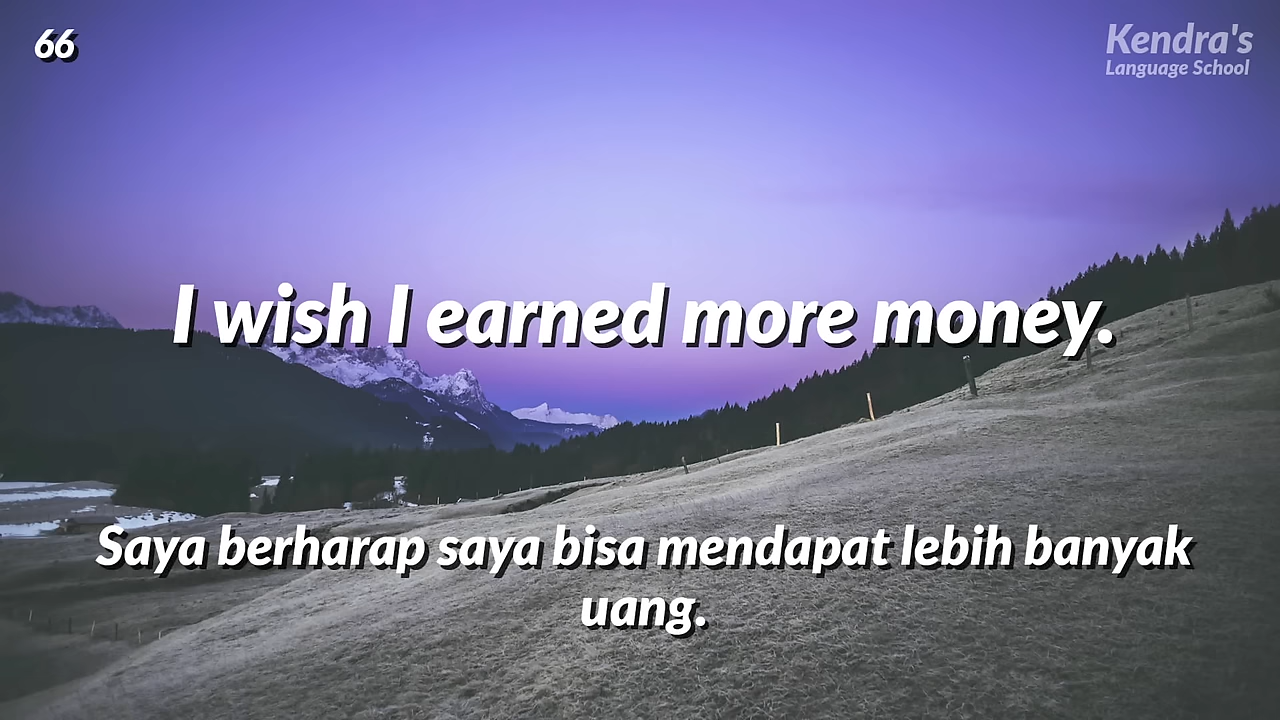 66
Kendra's
Language School
I wish I earned more money.
Saya berharap saya bisa mendapat lebih banyak
uang.